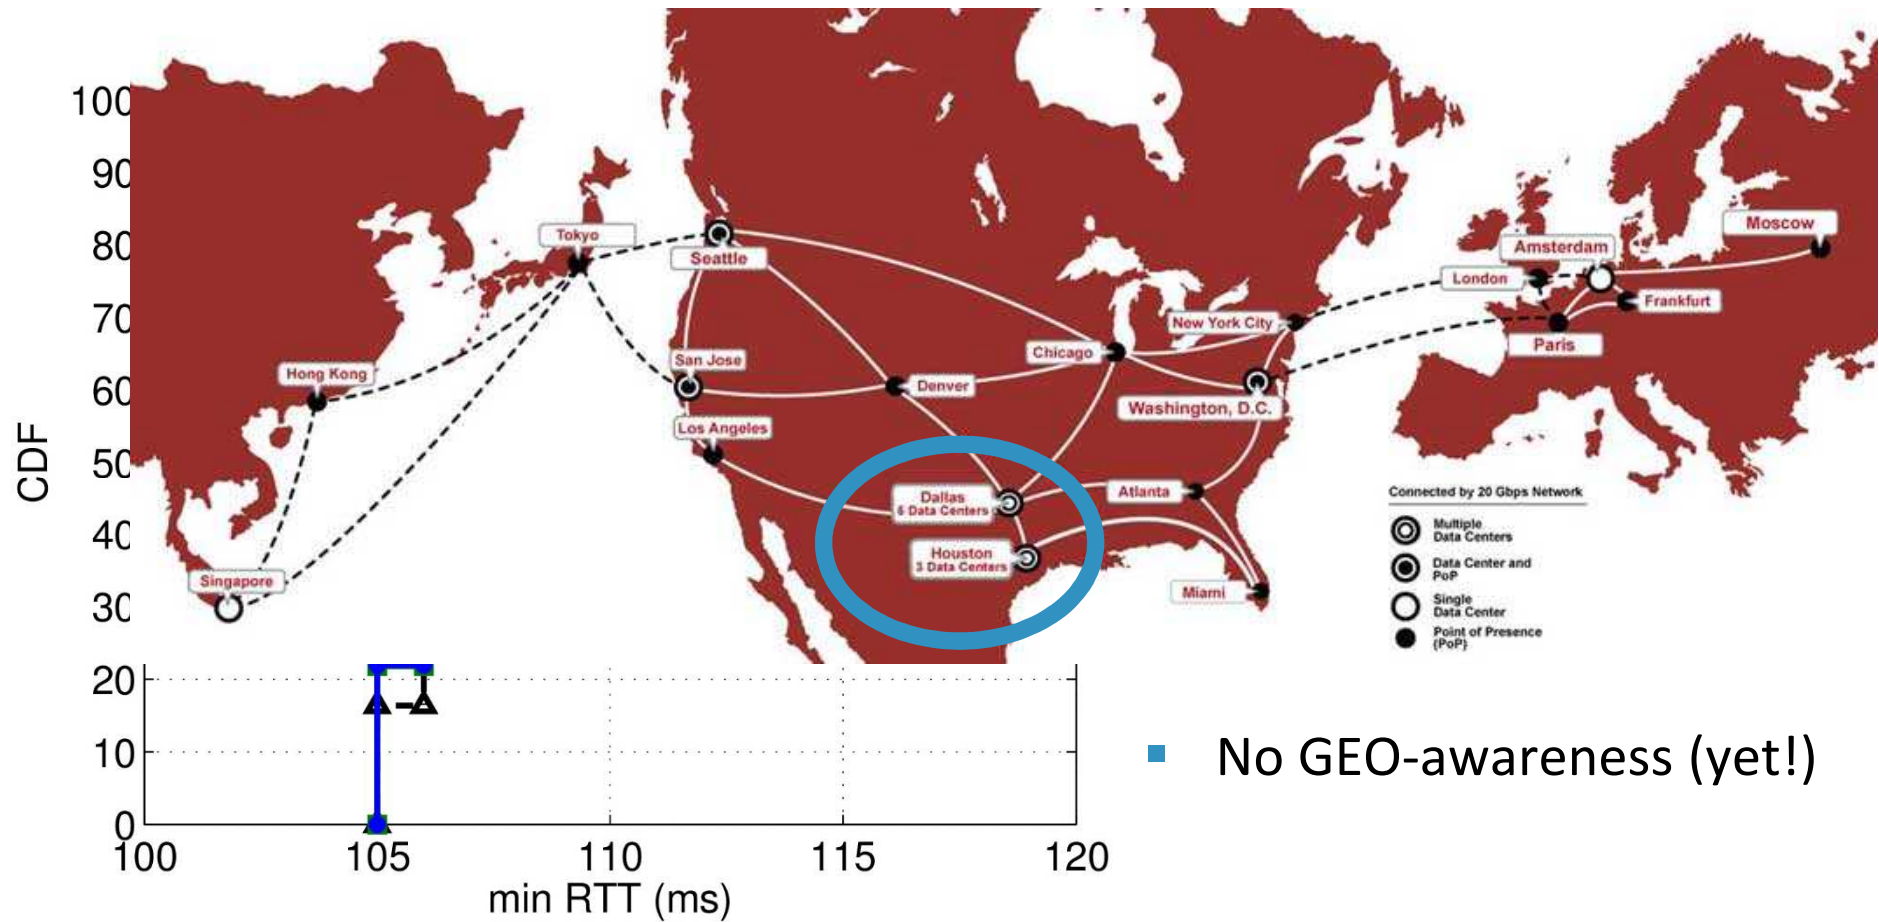 100
90
80
70
60
50
40
30
20
10
0
CDF
100 105 110 115 120
min RTT (ms)
Tokyo
Seattle
Hong Kong
Singapore
San Jose
Los Angeles
Denver
Chicago
New York City
Washington, D.C.
Dallas
6 Data Centers
Houston
3 Data Centers
Atlanta
Miami
London
Amsterdam
Moscow
Frankfurt
Paris
Connected by 20 Gbps Network
Multiple
Data Centers
Data Center and
PoP
Single
Data Center
Point of Presence
(PoP)
No GEO-awareness (yet!)